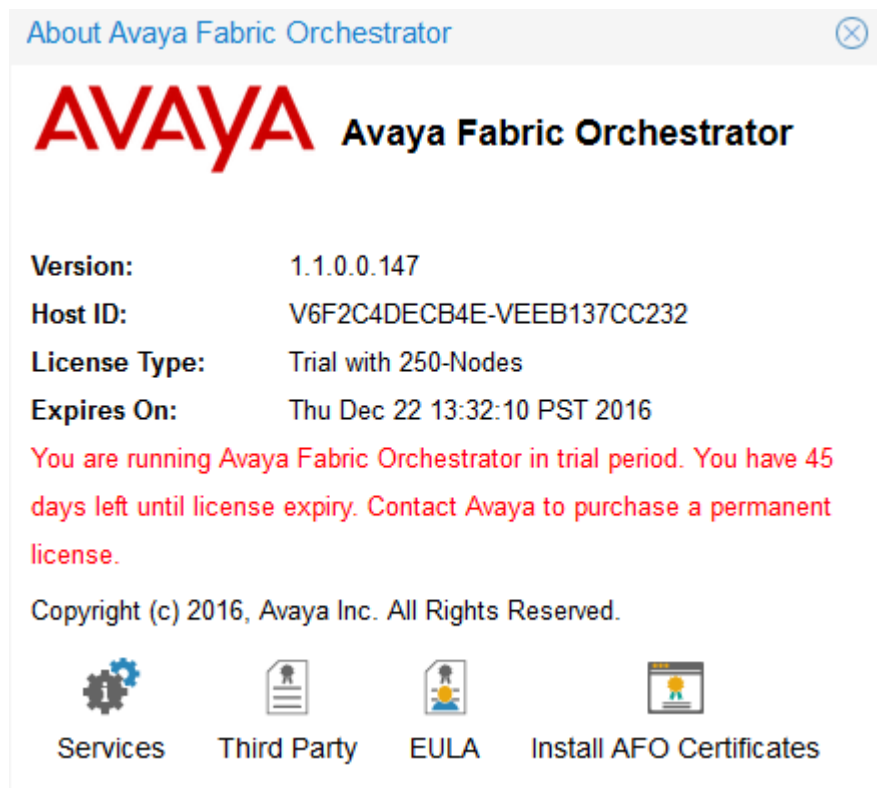 About Avaya Fabric Orchestrator
AVAYA Avaya Fabric Orchestrator
Version: 1.1.0.0.147
Host ID: V6F2C4DECB4E-VEEB137CC232
License Type: Trial with 250-Nodes
Expires On: Thu Dec 22 13:32:10 PST 2016
You are running Avaya Fabric Orchestrator in trial period. You have 45
days left until license expiry. Contact Avaya to purchase a permanent
license.
Copyright (c) 2016, Avaya Inc. All Rights Reserved.
Services Third Party EULA Install AFO Certificates